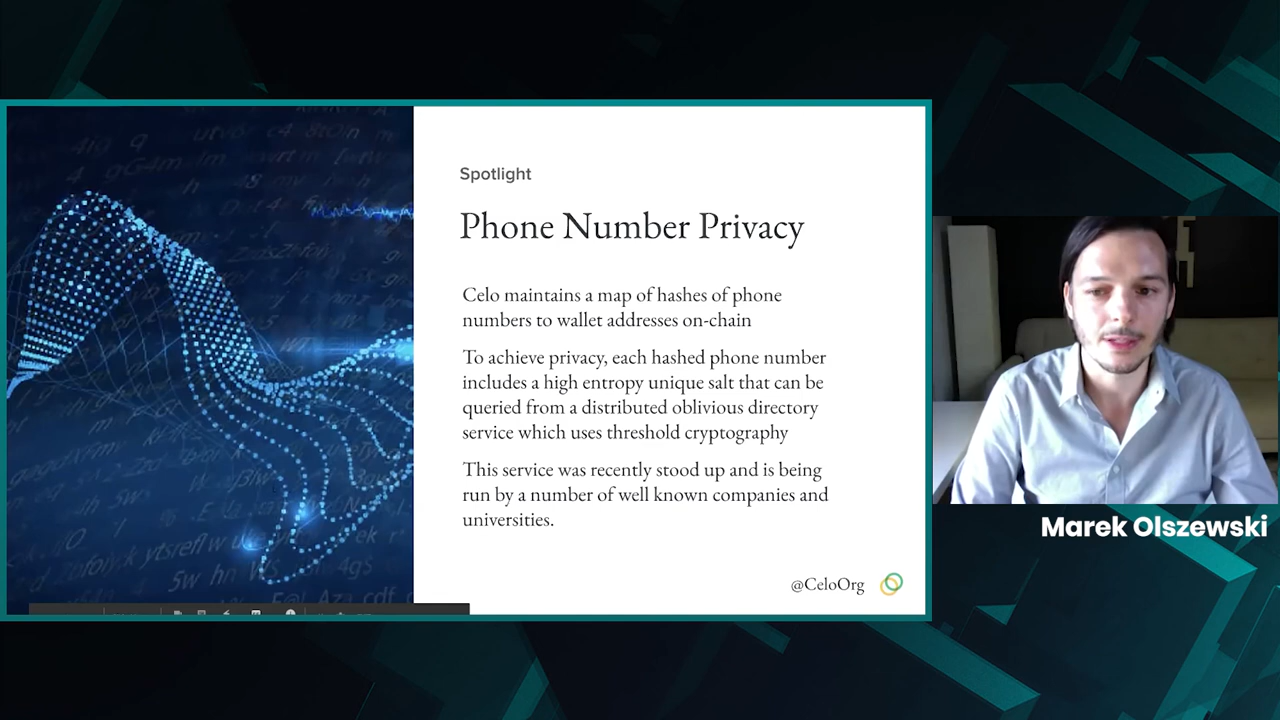 Spotlight
Phone Number Privacy
Celo maintains a map of hashes of phone
numbers to wallet addresses on-chain
To achieve privacy, each hashed phone number
includes a high entropy unique salt that can be
queried from a distributed oblivious directory
service which uses threshold cryptography
This service was recently stood up and is being
run by a number of well known companies and
universities.
@CeloOrg
Marek Olszewski